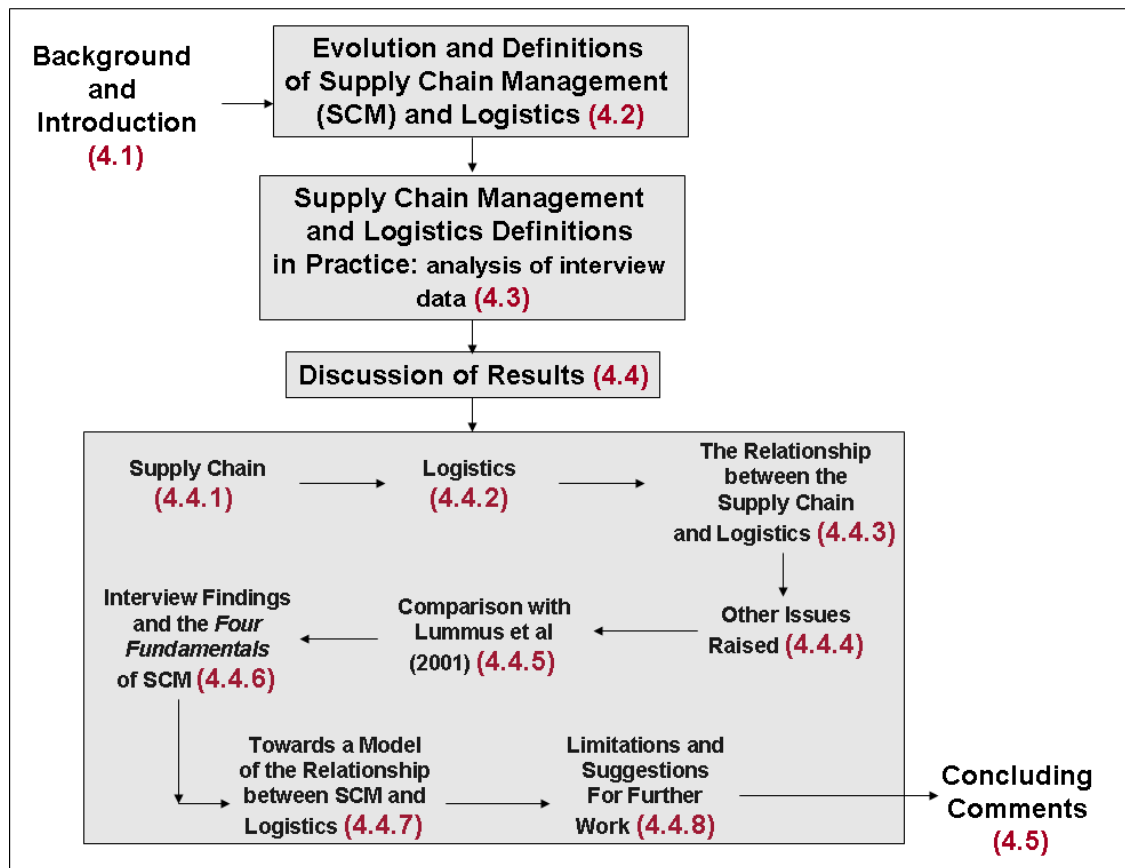 Background
and
Introduction
(4.1)
Evolution and Definitions
of Supply Chain Management
(SCM) and Logistics (4.2)
Supply Chain Management
and Logistics Definitions
in Practice: analysis of interview
data (4.3)
Discussion of Results (4.4)
Supply Chain
(4.4.1)
Logistics
(4.4.2)
The Relationship
between the
Supply Chain
and Logistics (4.4.3)
Other Issues
Raised (4.4.4)
Comparison with
Lummus et al
(2001) (4.4.5)
Interview Findings
and the Four
Fundamentals
of SCM (4.4.6)
Towards a Model
of the Relationship
between SCM and
Logistics (4.4.7)
Limitations and
Suggestions
For Further
Work (4.4.8)
Concluding
Comments
(4.5)